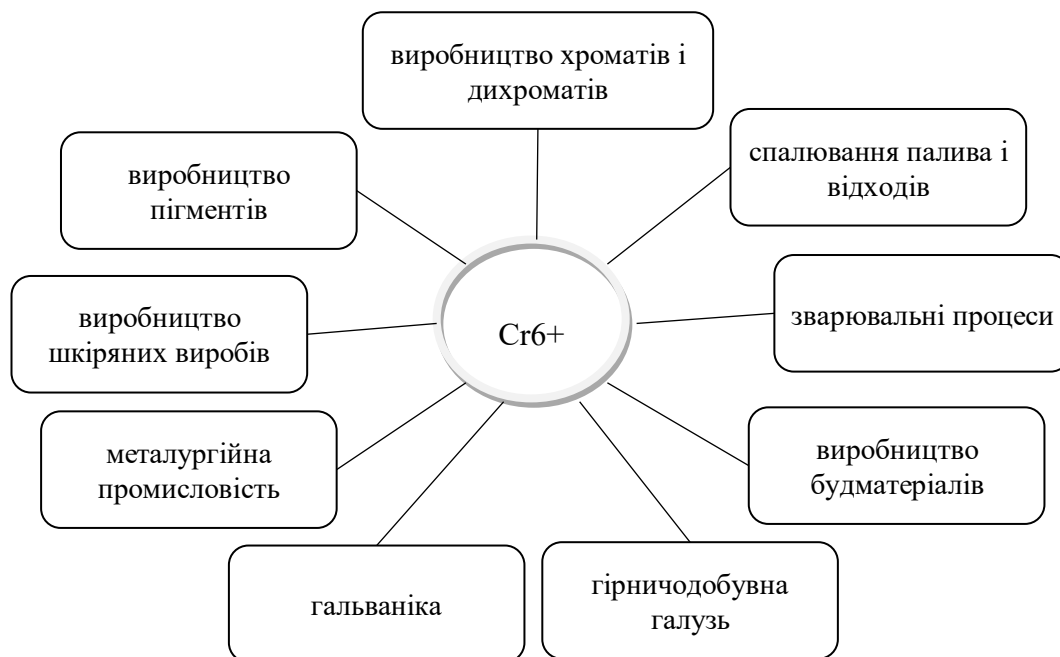 виробництво хроматів і
дихроматів
спалювання палива і
відходів
виробництво
пігментів
виробництво
шкіряних виробів
Cr6+
зварювальні процеси
металургійна
промисловість
виробництво
будматеріалів
гальваніка
гірничодобувна
галузь